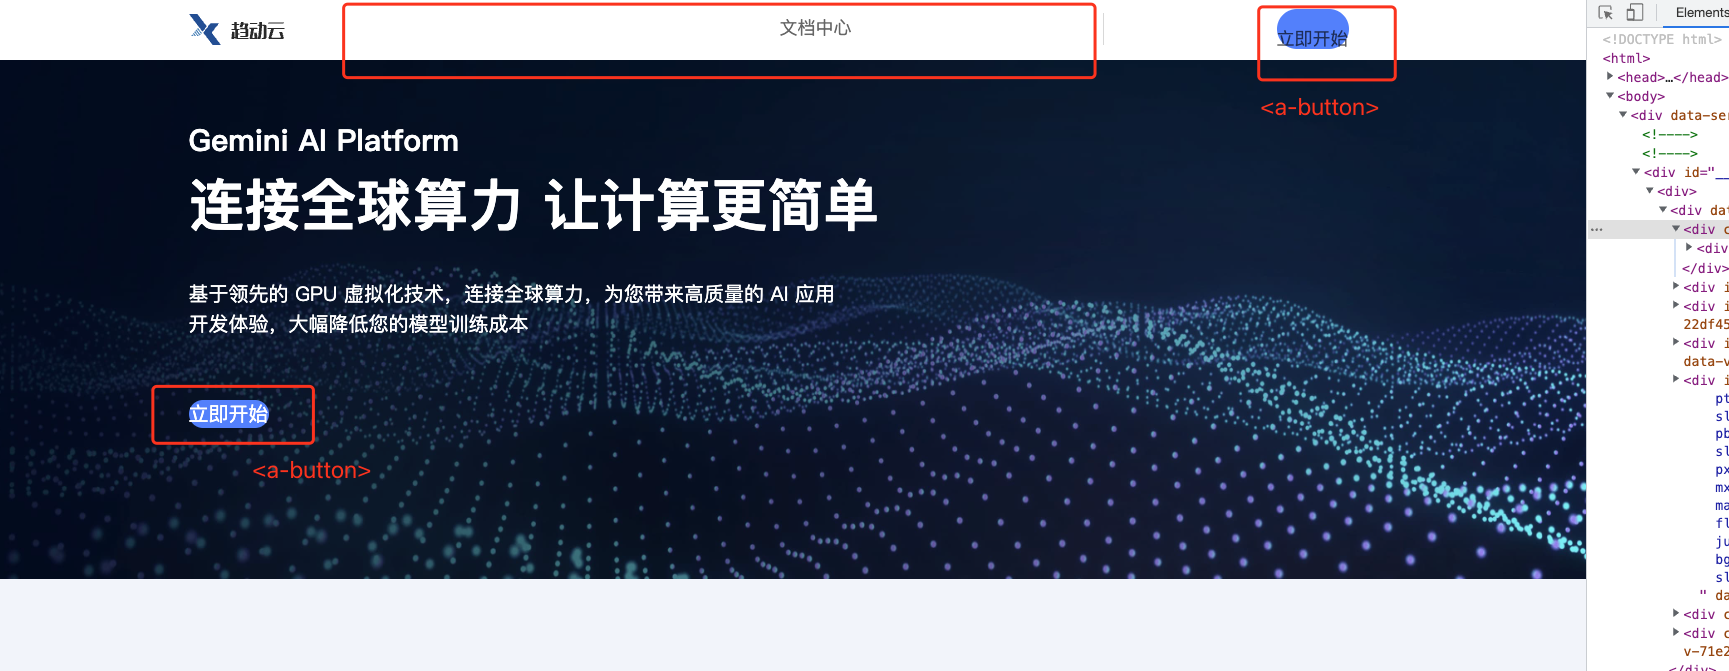 趋动云
文档中心
立即开始
<a-button>
Gemini AI Platform
连接全球算力 让计算更简单
基于领先的 GPU 虚拟化技术，连接全球算力，为您带来高质量的 AI 应用
开发体验，大幅降低您的模型训练成本
立即开始
<a-button>
Elements
<!DOCTYPE html>
<html>
<head>…</head>
<body>
<div data-ser
<!---->
<!---->
<div id="__
<div>
<div dat
<div c
<div
</div>
<div i
<div i
22df45
<div i
data-v
<div i
pt
sl
pb
sl
px
mx
ma
fl
ju
bg
sl
" da
<div c
<div c
v-71e2
</div>